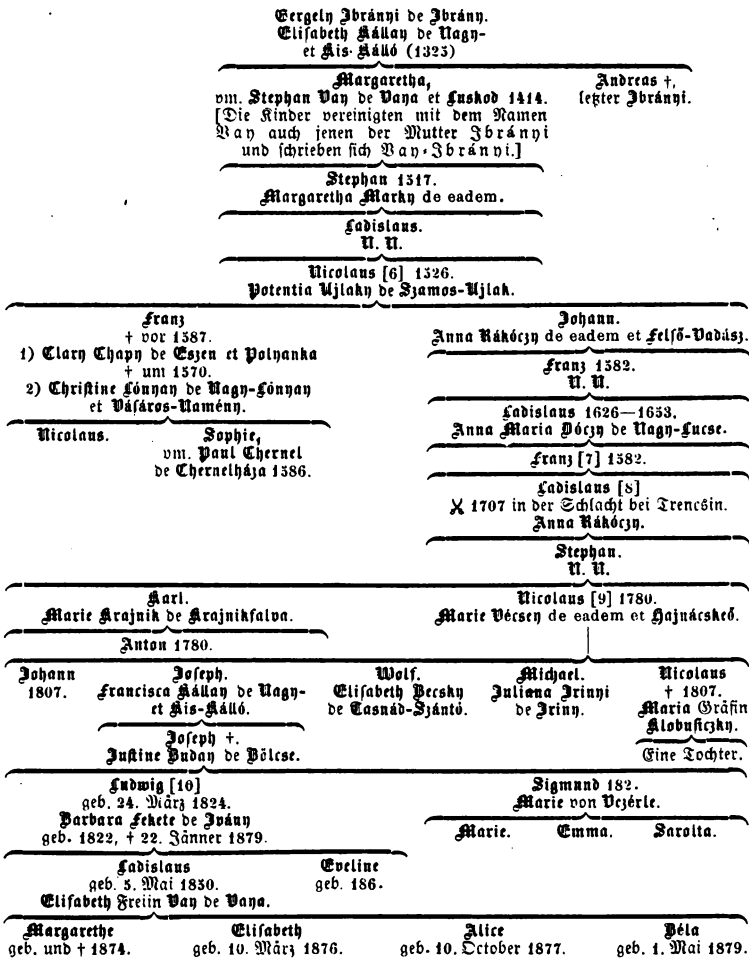 Gergely Ibrányi de Ibrány.
Elisabeth Kállay de Nagy-
et Kis-Kálló (1323)
Margaretha,
vm. Stephan Vay de Vaya et Luskod 1414.
[Die Kinder vereinigten mit dem Namen
Vay auch jenen der Mutter Ibrányi
und schrieben sich Vay-Ibrányi.]
Andreas †,
letzter Ibrányi.
Stephan 1517.
Margaretha Marky de eadem.
Ladislaus.
N. N.
Nicolaus [6] 1526.
Potentia Ujlaky de Szamos-Ujlak.
Franz
† vor 1587.
1) Clary Chapy de Eszen et Polyanka
† um 1570.
2) Christine Lónyay de Nagy-Lónyay
et Vásáros-Namény.
Nicolaus.
Sophie,
vm. Paul Chernel
de Chernelháza 1586.
Johann.
Anna Rákóczy de eadem et Felső-Vadász.
Franz 1582.
N. N.
Ladislaus 1626—1653.
Anna Maria Dóczy de Nagy-Lucse.
Franz [7] 1582.
Ladislaus [8]
⚔ 1707 in der Schlacht bei Trencsin.
Anna Rákóczy.
Stephan.
N. N.
Karl.
Marie Krajnik de Krajnikfalva.
Anton 1780.
Nicolaus [9] 1780.
Marie Vécsey de eadem et Hajnácskeő.
Johann
1807.
Joseph.
Francisca Kállay de Nagy-
et Kis-Kálló.
Wolf.
Elisabeth Becsky
de Tasnád-Szántó.
Michael.
Juliana Irinyi
de Iriny.
Nicolaus
† 1807.
Maria Gräfin
Klobusiczky.
Joseph †.
Justine Buday de Bölcse.
Eine Tochter.
Ludwig [10]
geb. 24. März 1824.
Barbara Fekete de Ivány
geb. 1822, † 22. Jänner 1879.
Sigmund 182.
Marie von Vezérle.
Marie.
Emma.
Sarolta.
Ladislaus
geb. 5. Mai 1850.
Elisabeth Freiin Vay de Vaya.
Eveline
geb. 186.
Margarethe
geb. und † 1874.
Elisabeth
geb. 10. März 1876.
Alice
geb. 10. October 1877.
Béla
geb. 1. Mai 1879.